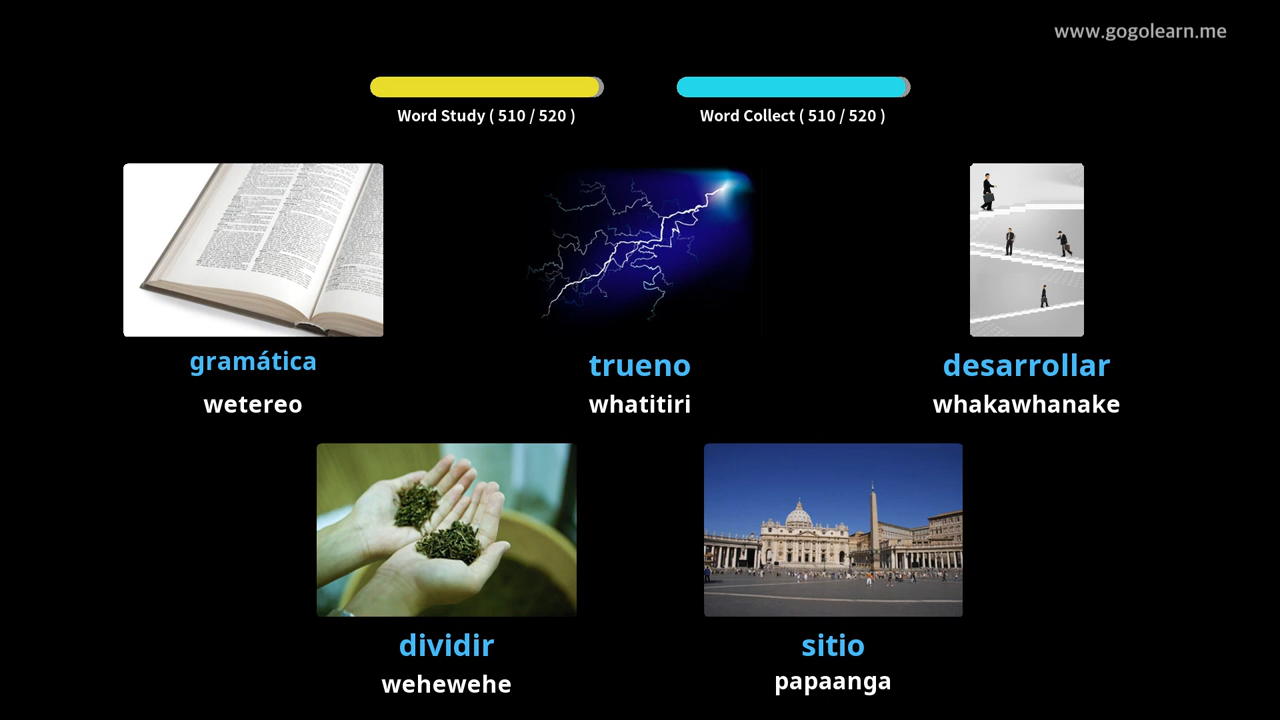 www.gogolearn.me
Word Study ( 510 / 520 )
Word Collect ( 510 / 520 )
gramática
wetereo
trueno
whatitiri
desarrollar
whakawhanake
dividir
wehewehe
sitio
papaanga